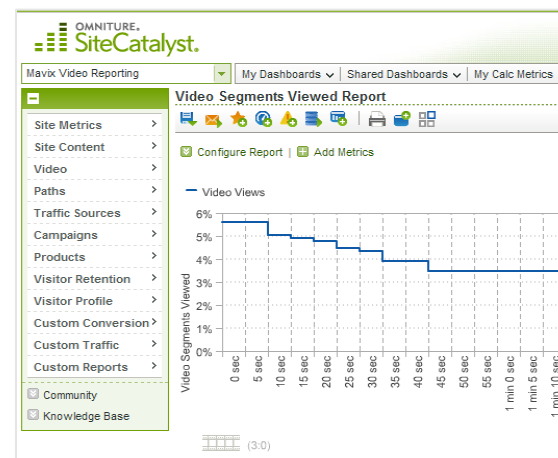 OMNITURE.
SiteCatalyst.
Mavix Video Reporting
My Dashboards | Shared Dashboards | My Calc Metrics
Video Segments Viewed Report
Site Metrics
Site Content
Video
Paths
Traffic Sources
Campaigns
Products
Visitor Retention
Visitor Profile
Custom Conversion
Custom Traffic
Custom Reports
Community
Knowledge Base
Configure Report | Add Metrics
Video Views
Video Segments Viewed
6%
5%
4%
3%
2%
1%
0%
0 sec
5 sec
10 sec
15 sec
20 sec
25 sec
30 sec
35 sec
40 sec
45 sec
50 sec
55 sec
1 min 0 sec
1 min 5 sec
1 min 10 sec
(3:0)